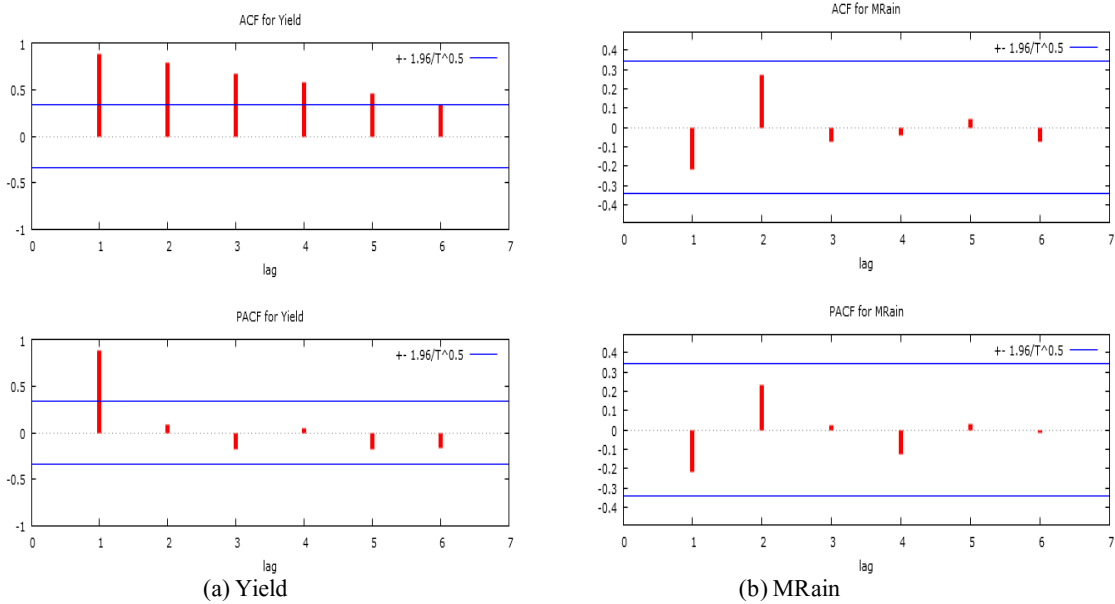 ACF for Yield
+- 1.96/T^0.5
1
0.5
0
-0.5
-1
0 1 2 3 4 5 6 7
lag
PACF for Yield
+- 1.96/T^0.5
1
0.5
0
-0.5
-1
0 1 2 3 4 5 6 7
lag
(a) Yield
ACF for MRain
+- 1.96/T^0.5
0.4
0.3
0.2
0.1
0
-0.1
-0.2
-0.3
-0.4
0 1 2 3 4 5 6 7
lag
PACF for MRain
+- 1.96/T^0.5
0.4
0.3
0.2
0.1
0
-0.1
-0.2
-0.3
-0.4
0 1 2 3 4 5 6 7
lag
(b) MRain